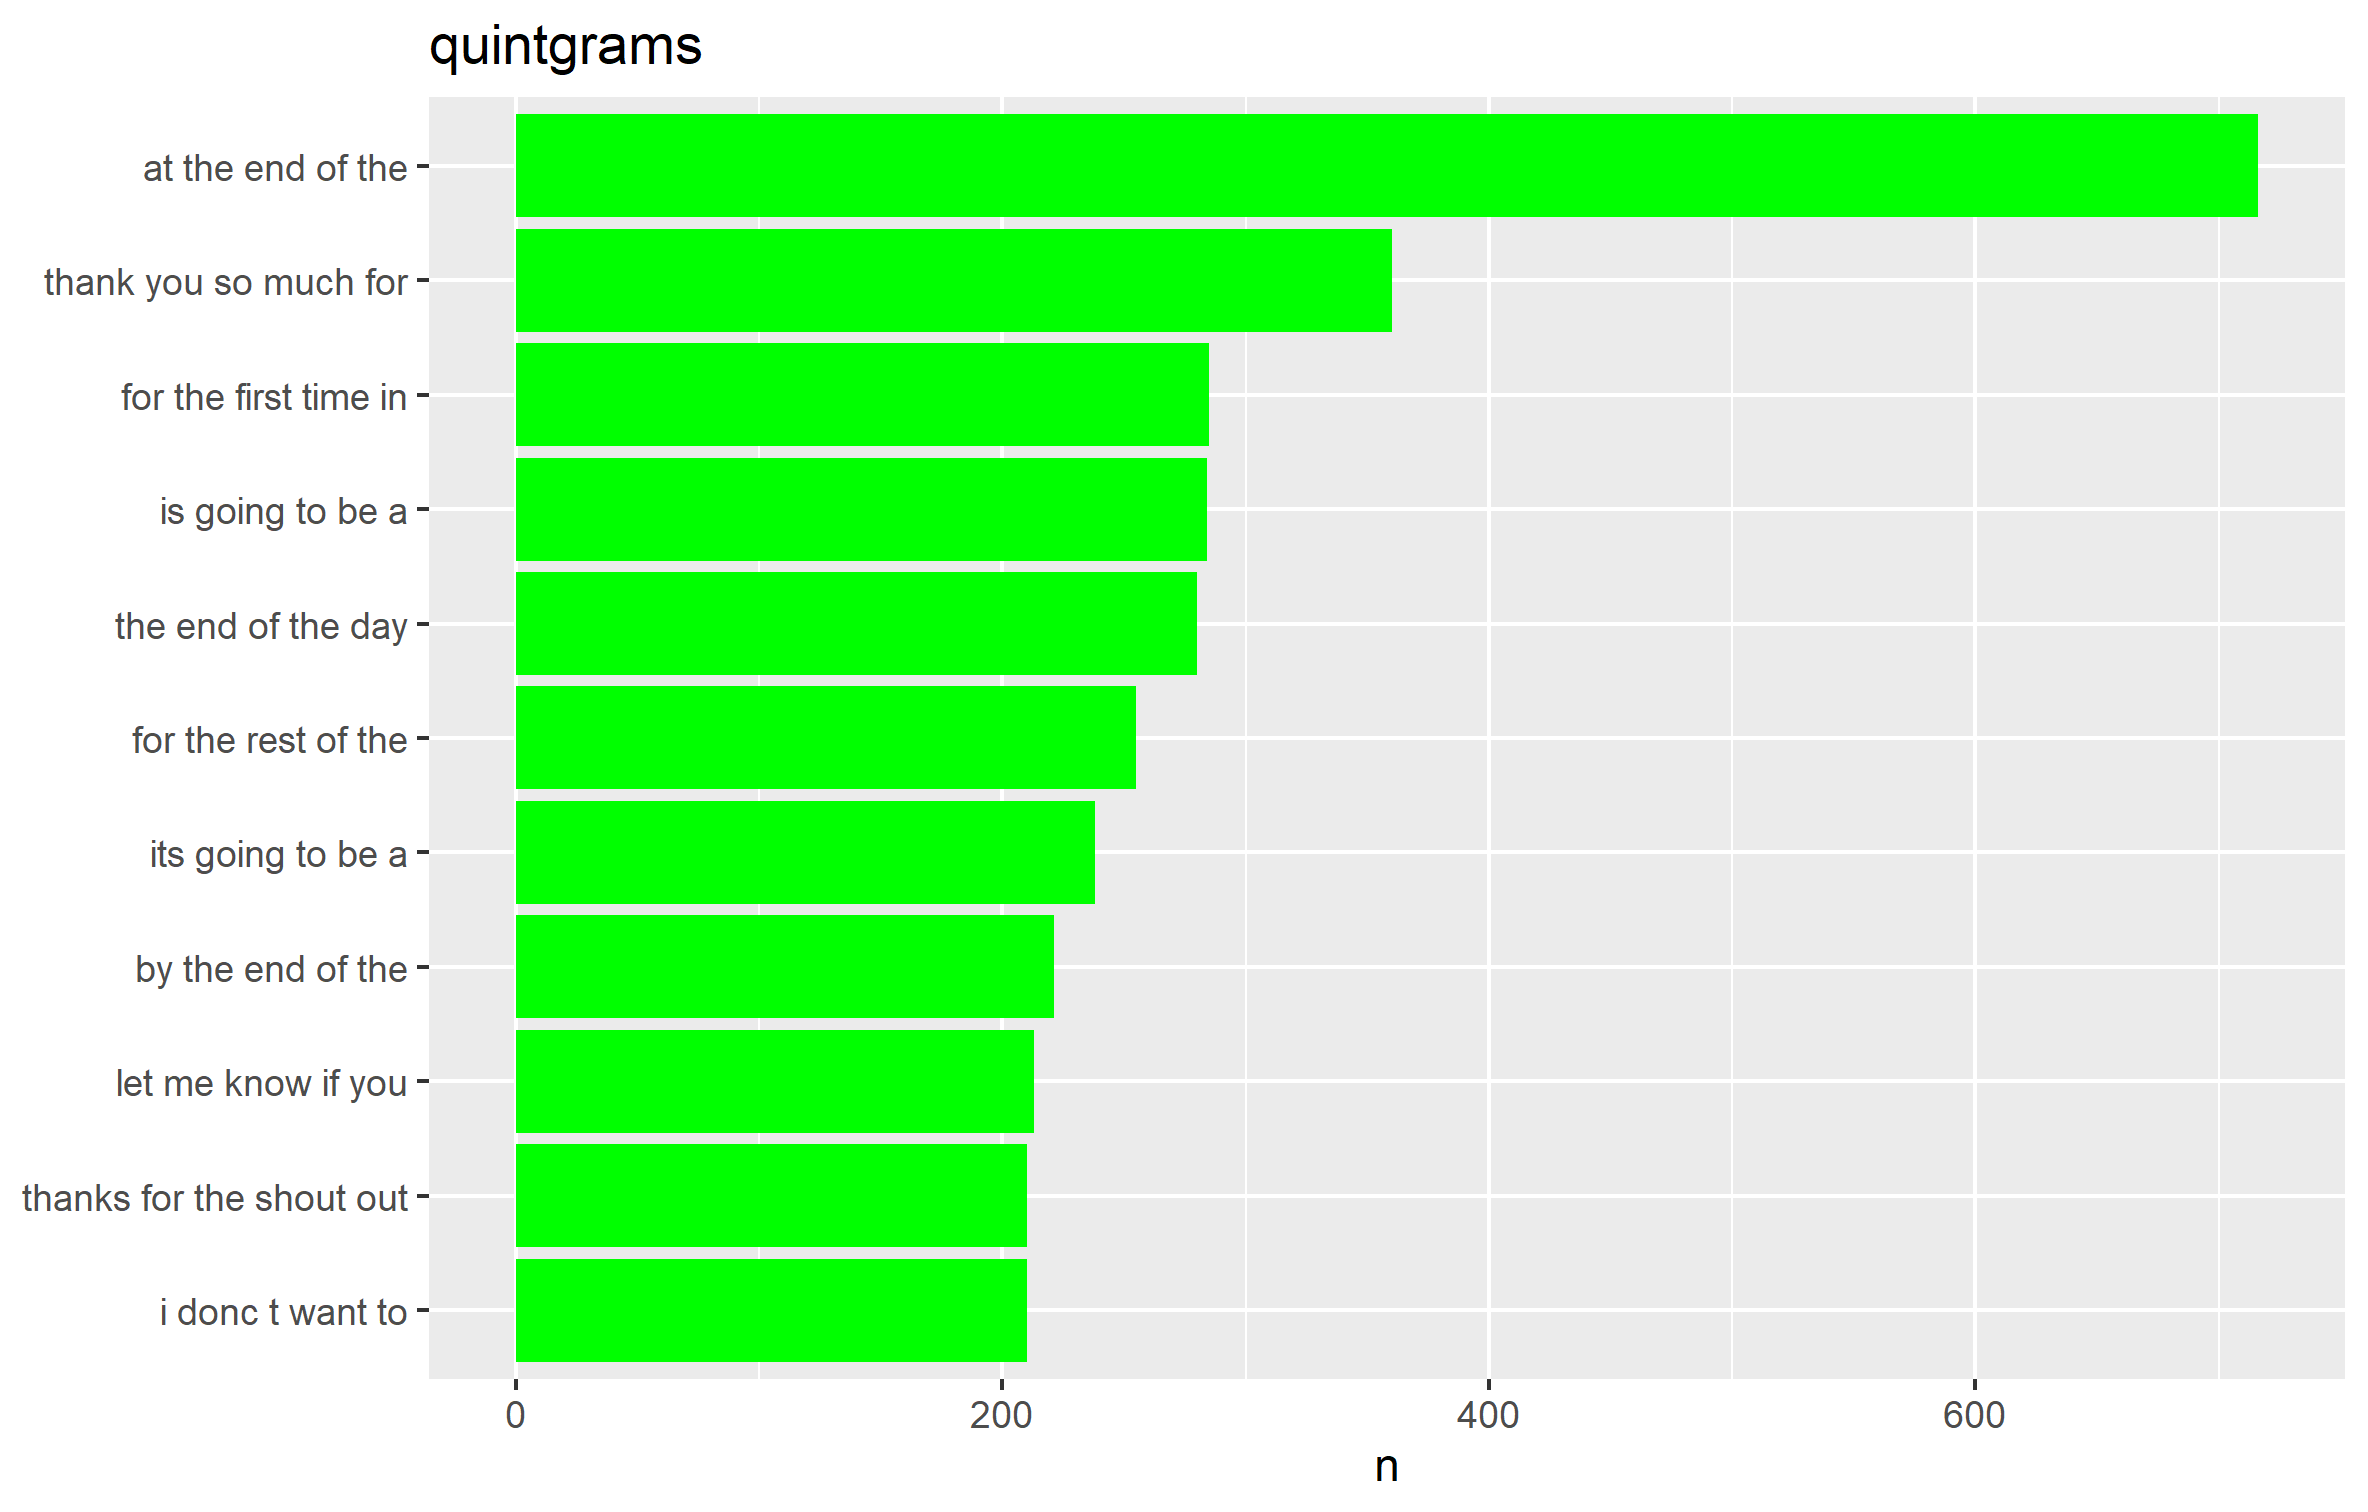 quintgrams
at the end of the
thank you so much for
for the first time in
is going to be a
the end of the day
for the rest of the
its going to be a
by the end of the
let me know if you
thanks for the shout out
i donc t want to
0 200 400 600
n